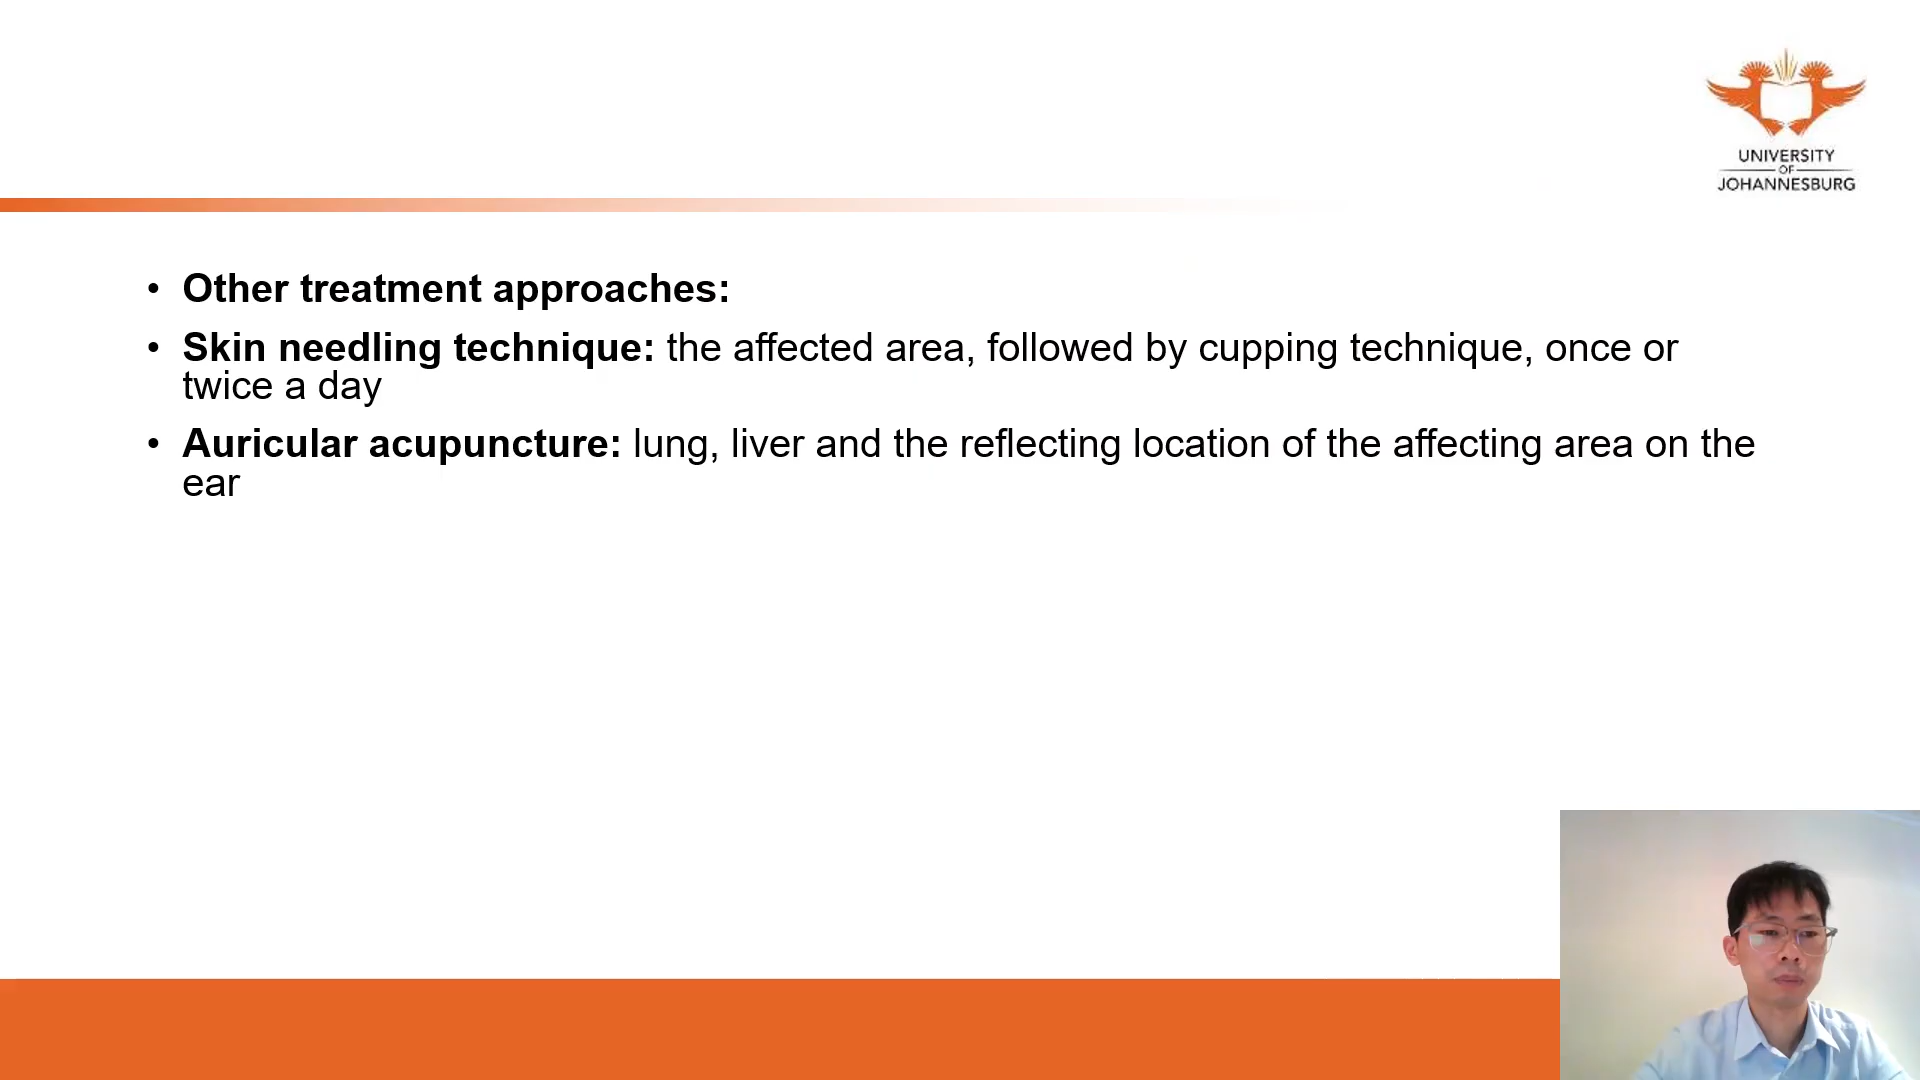 UNIVERSITY
OF
JOHANNESBURG
• Other treatment approaches:
• Skin needling technique: the affected area, followed by cupping technique, once or
twice a day
• Auricular acupuncture: lung, liver and the reflecting location of the affecting area on the
ear